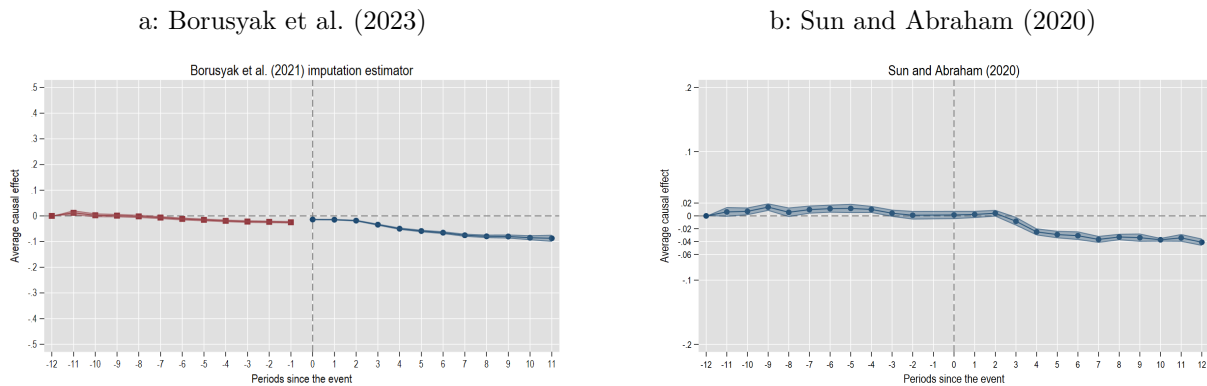 a: Borusyak et al. (2023)
Borusyak et al. (2021) imputation estimator
Average causal effect
.5
.4
.3
.2
.1
0
-.1
-.2
-.3
-.4
-.5
-12 -11 -10 -9 -8 -7 -6 -5 -4 -3 -2 -1 0 1 2 3 4 5 6 7 8 9 10 11
Periods since the event
b: Sun and Abraham (2020)
Sun and Abraham (2020)
Average causal effect
.2
.1
.02
0
-.02
-.04
-.06
-.1
-.2
-12 -11 -10 -9 -8 -7 -6 -5 -4 -3 -2 -1 0 1 2 3 4 5 6 7 8 9 10 11 12
Periods since the event